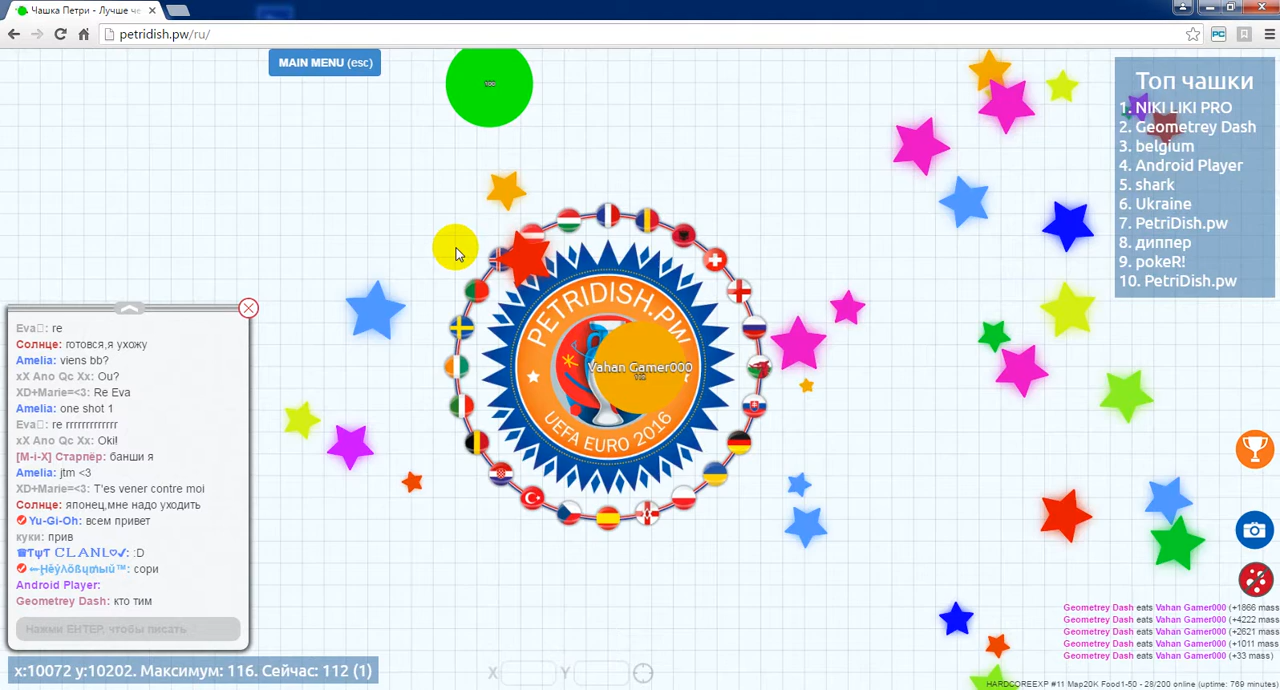 Чашка Петри - Лучше че
petridish.pw/ru/
PC
MAIN MENU (esc)
100
Топ чашки
1. NIKI LIKI PRO
2. Geometrey Dash
3. belgium
4. Android Player
5. shark
6. Ukraine
7. PetriDish.pw
8. диппер
9. pokeR!
10. PetriDish.pw
PETRIDISH.PW
Vahan Gamer000
112
UEFA EURO 2016
Eva: re
Солнце: готовся,я ухожу
Amelia: viens bb?
xX Ano Qc Xx: Ou?
XD+Marie=<3: Re Eva
Amelia: one shot 1
Eva: re rrrrrrrrrrrr
xX Ano Qc Xx: Oki!
[M-i-X] Старпёр: банши я
Amelia: jtm <3
XD+Marie=<3: T'es vener contre moi
Солнце: японец,мне надо уходить
Yu-Gi-Oh: всем привет
куки: прив
CLAN: :D
сори
Android Player:
Geometrey Dash: кто тим
Нажми ЕНТЕР, чтобы писать
x:10072 y:10202. Максимум: 116. Сейчас: 112 (1)
X Y
Geometrey Dash eats Vahan Gamer000 (+1866 mass
Geometrey Dash eats Vahan Gamer000 (+4222 mass
Geometrey Dash eats Vahan Gamer000 (+2621 mass
Geometrey Dash eats Vahan Gamer000 (+1011 mass
Geometrey Dash eats Vahan Gamer000 (+33 mass)
HARDCOREEXP #11 Map20K Food1-50 - 28/200 online (uptime: 769 minutes)